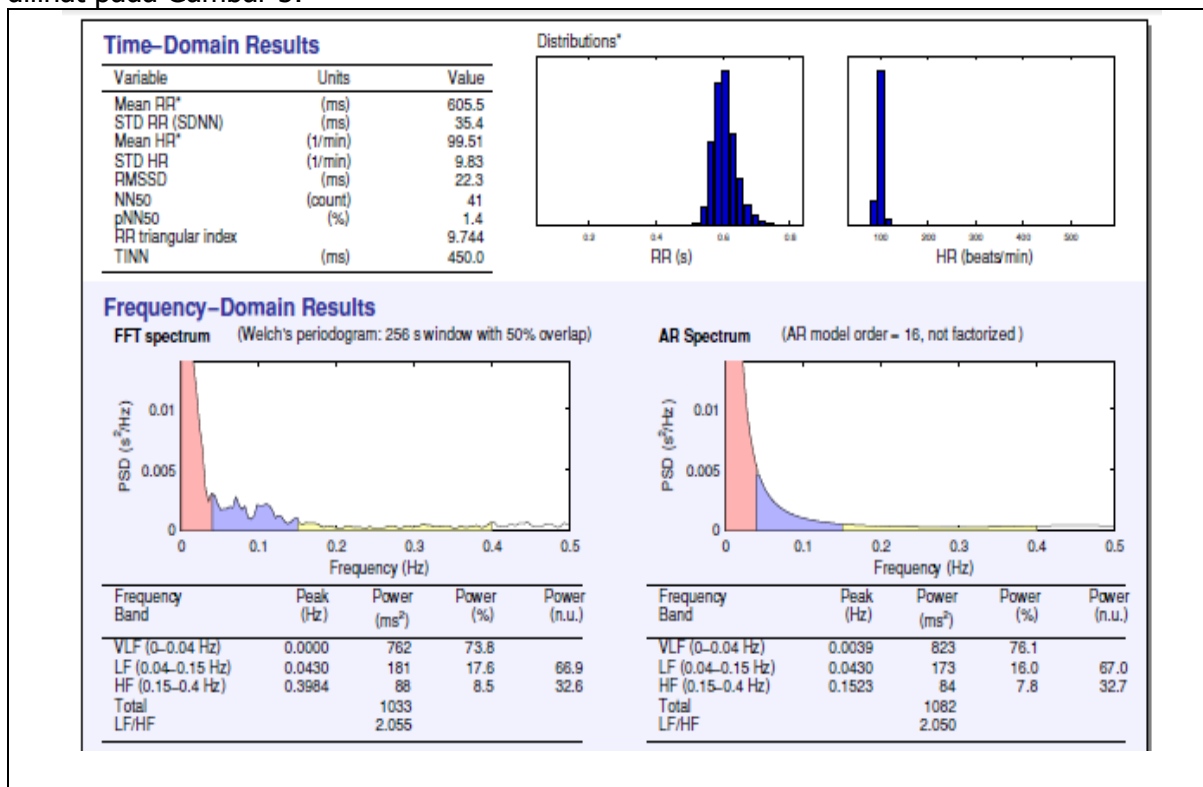 dilihat pada Gambar 3.
Time–Domain Results
Variable Units Value
Mean RR* (ms) 605.5
STD RR (SDNN) (ms) 35.4
Mean HR* (1/min) 99.51
STD HR (1/min) 9.83
RMSSD (ms) 22.3
NN50 (count) 41
pNN50 (%) 1.4
RR triangular index 9.744
TINN (ms) 450.0
Distributions*
0.2 0.4 0.6 0.8
RR (s)
100 200 300 400 500
HR (beats/min)
Frequency–Domain Results
FFT spectrum (Welch's periodogram: 256 s window with 50% overlap)
PSD (s²/Hz)
0.01
0.005
0
0 0.1 0.2 0.3 0.4 0.5
Frequency (Hz)
Frequency Band Peak (Hz) Power (ms²) Power (%) Power (n.u.)
VLF (0–0.04 Hz) 0.0000 762 73.8
LF (0.04–0.15 Hz) 0.0430 181 17.6 66.9
HF (0.15–0.4 Hz) 0.3984 88 8.5 32.6
Total 1033
LF/HF 2.055
AR Spectrum (AR model order = 16, not factorized )
PSD (s²/Hz)
0.01
0.005
0
0 0.1 0.2 0.3 0.4 0.5
Frequency (Hz)
Frequency Band Peak (Hz) Power (ms²) Power (%) Power (n.u.)
VLF (0–0.04 Hz) 0.0039 823 76.1
LF (0.04–0.15 Hz) 0.0430 173 16.0 67.0
HF (0.15–0.4 Hz) 0.1523 84 7.8 32.7
Total 1082
LF/HF 2.050